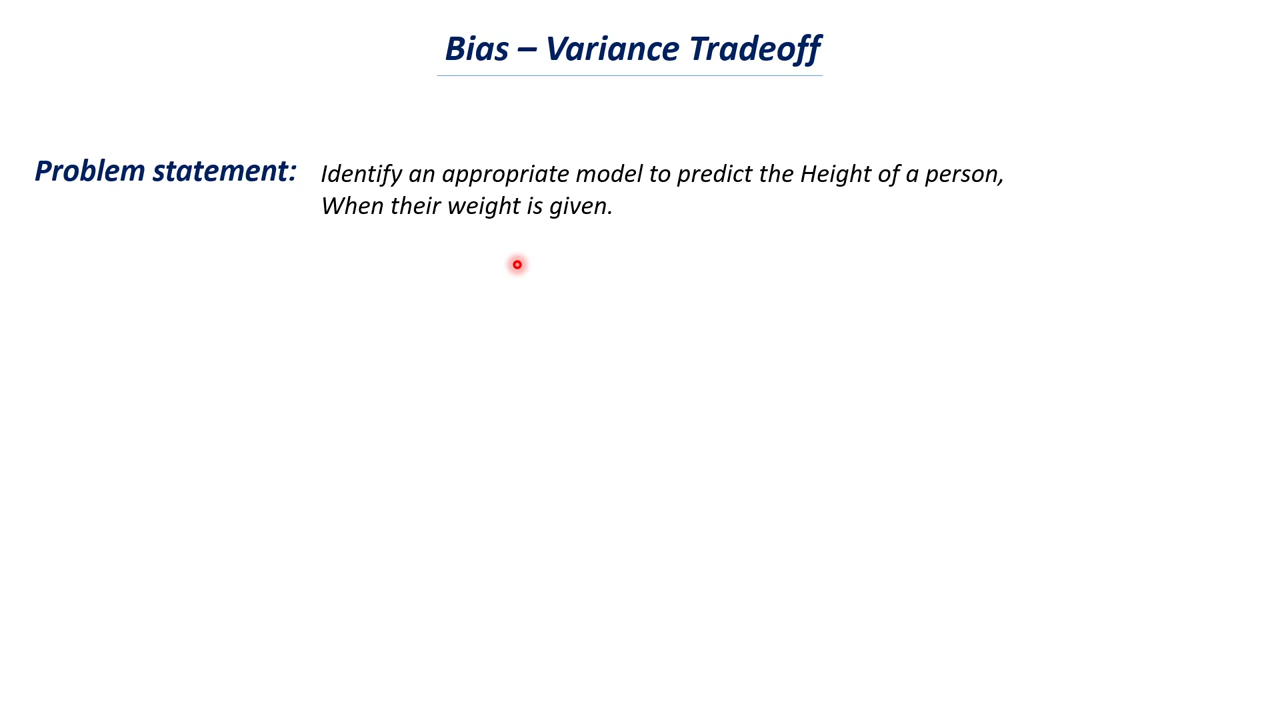 Bias – Variance Tradeoff
Problem statement: Identify an appropriate model to predict the Height of a person,
When their weight is given.